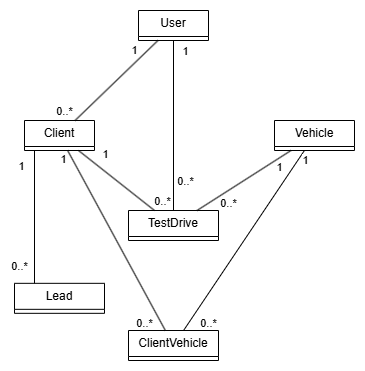 User
1
1
0..*
Client
Vehicle
1
1
1
1
1
0..*
0..*
0..*
TestDrive
0..*
Lead
0..*
0..*
ClientVehicle